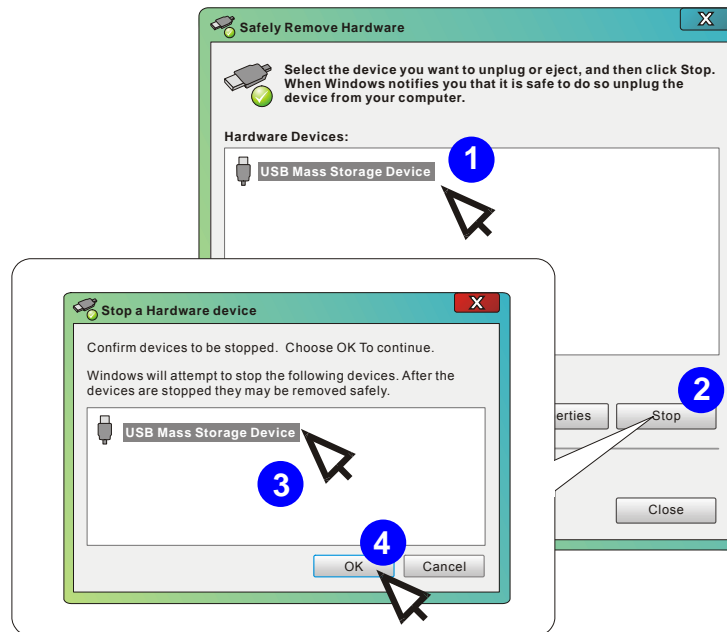 Safely Remove Hardware
X
Select the device you want to unplug or eject, and then click Stop.
When Windows notifies you that it is safe to do so unplug the
device from your computer.
Hardware Devices:
1
USB Mass Storage Device
2
erties
Stop
Close
Stop a Hardware device
X
Confirm devices to be stopped. Choose OK To continue.
Windows will attempt to stop the following devices. After the
devices are stopped they may be removed safely.
USB Mass Storage Device
3
4
OK
Cancel